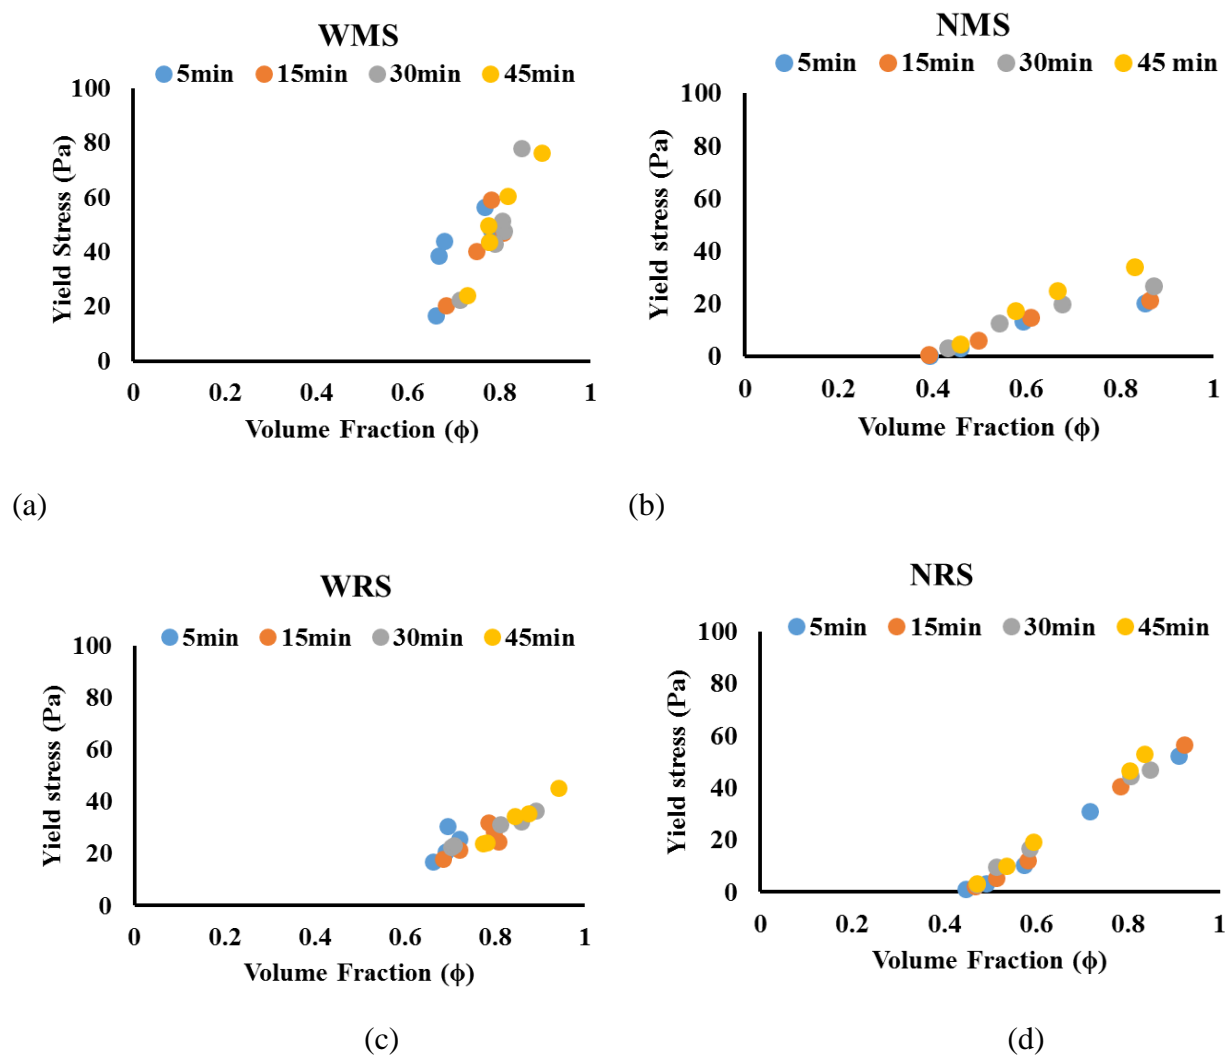 WMS
5min 15min 30min 45min
100
80
60
40
20
0
Yield Stress (Pa)
0 0.2 0.4 0.6 0.8 1
Volume Fraction (ϕ)
(a)
NMS
5min 15min 30min 45 min
100
80
60
40
20
0
Yield stress (Pa)
0 0.2 0.4 0.6 0.8 1
Volume Fraction (ϕ)
(b)
WRS
5min 15min 30min 45min
100
80
60
40
20
0
Yield stress (Pa)
0 0.2 0.4 0.6 0.8 1
Volume Fraction (ϕ)
(c)
NRS
5min 15min 30min 45min
100
80
60
40
20
0
Yield stress (Pa)
0 0.2 0.4 0.6 0.8 1
Volume Fraction (ϕ)
(d)